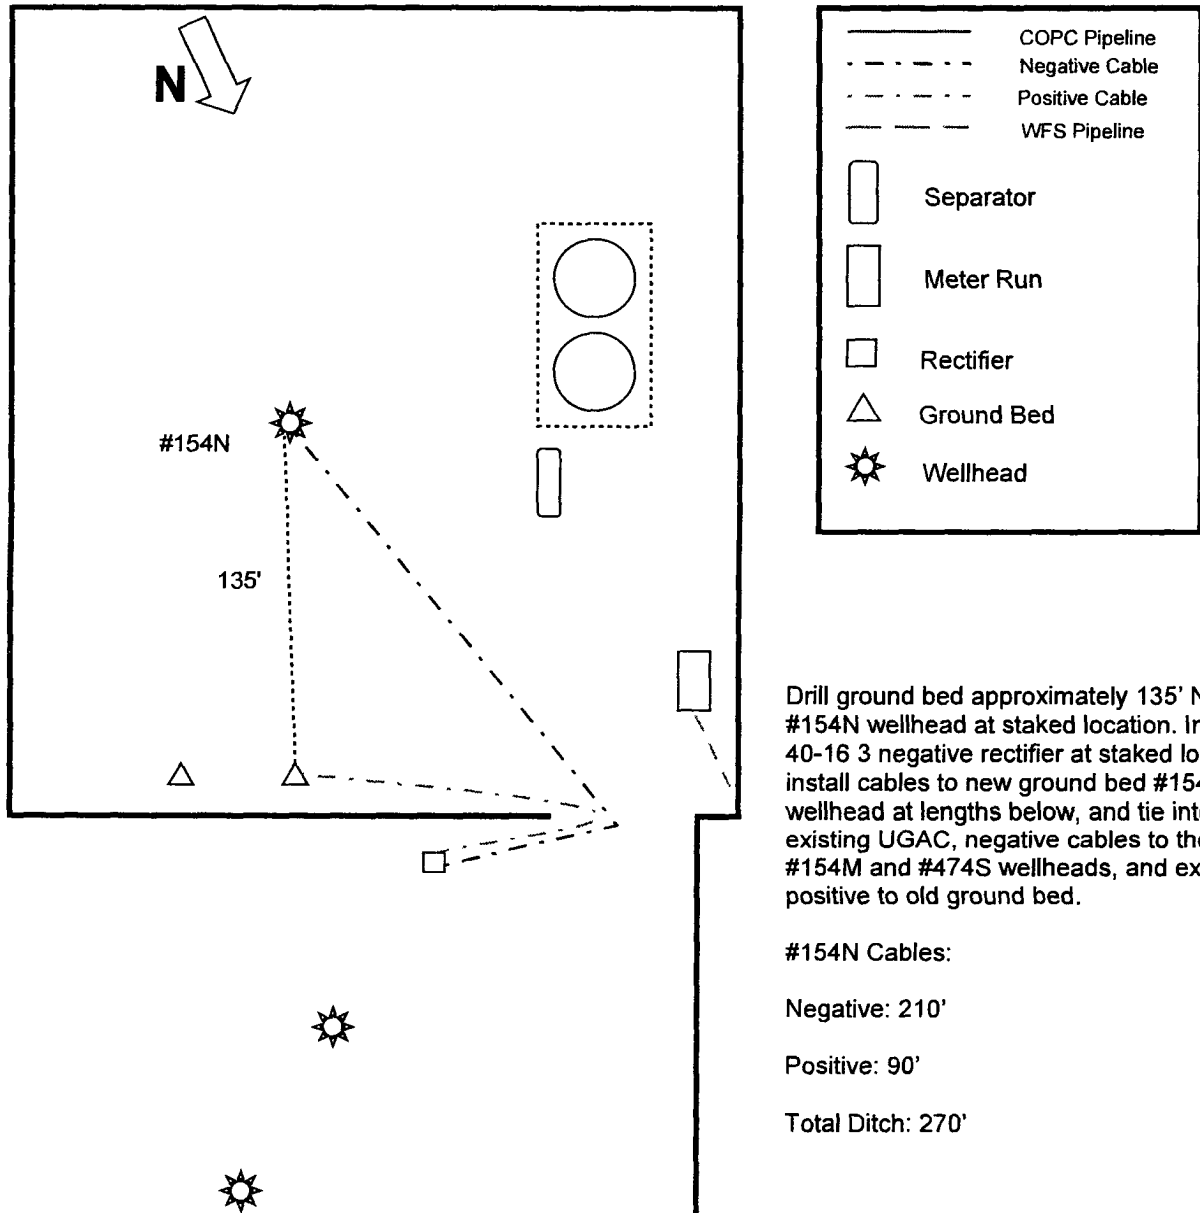 N
COPC Pipeline
Negative Cable
Positive Cable
WFS Pipeline
Separator
Meter Run
Rectifier
Ground Bed
Wellhead
#154N
135'
Drill ground bed approximately 135' N
#154N wellhead at staked location. In
40-16 3 negative rectifier at staked lo
install cables to new ground bed #154
wellhead at lengths below, and tie int
existing UGAC, negative cables to the
#154M and #474S wellheads, and ex
positive to old ground bed.
#154N Cables:
Negative: 210'
Positive: 90'
Total Ditch: 270'